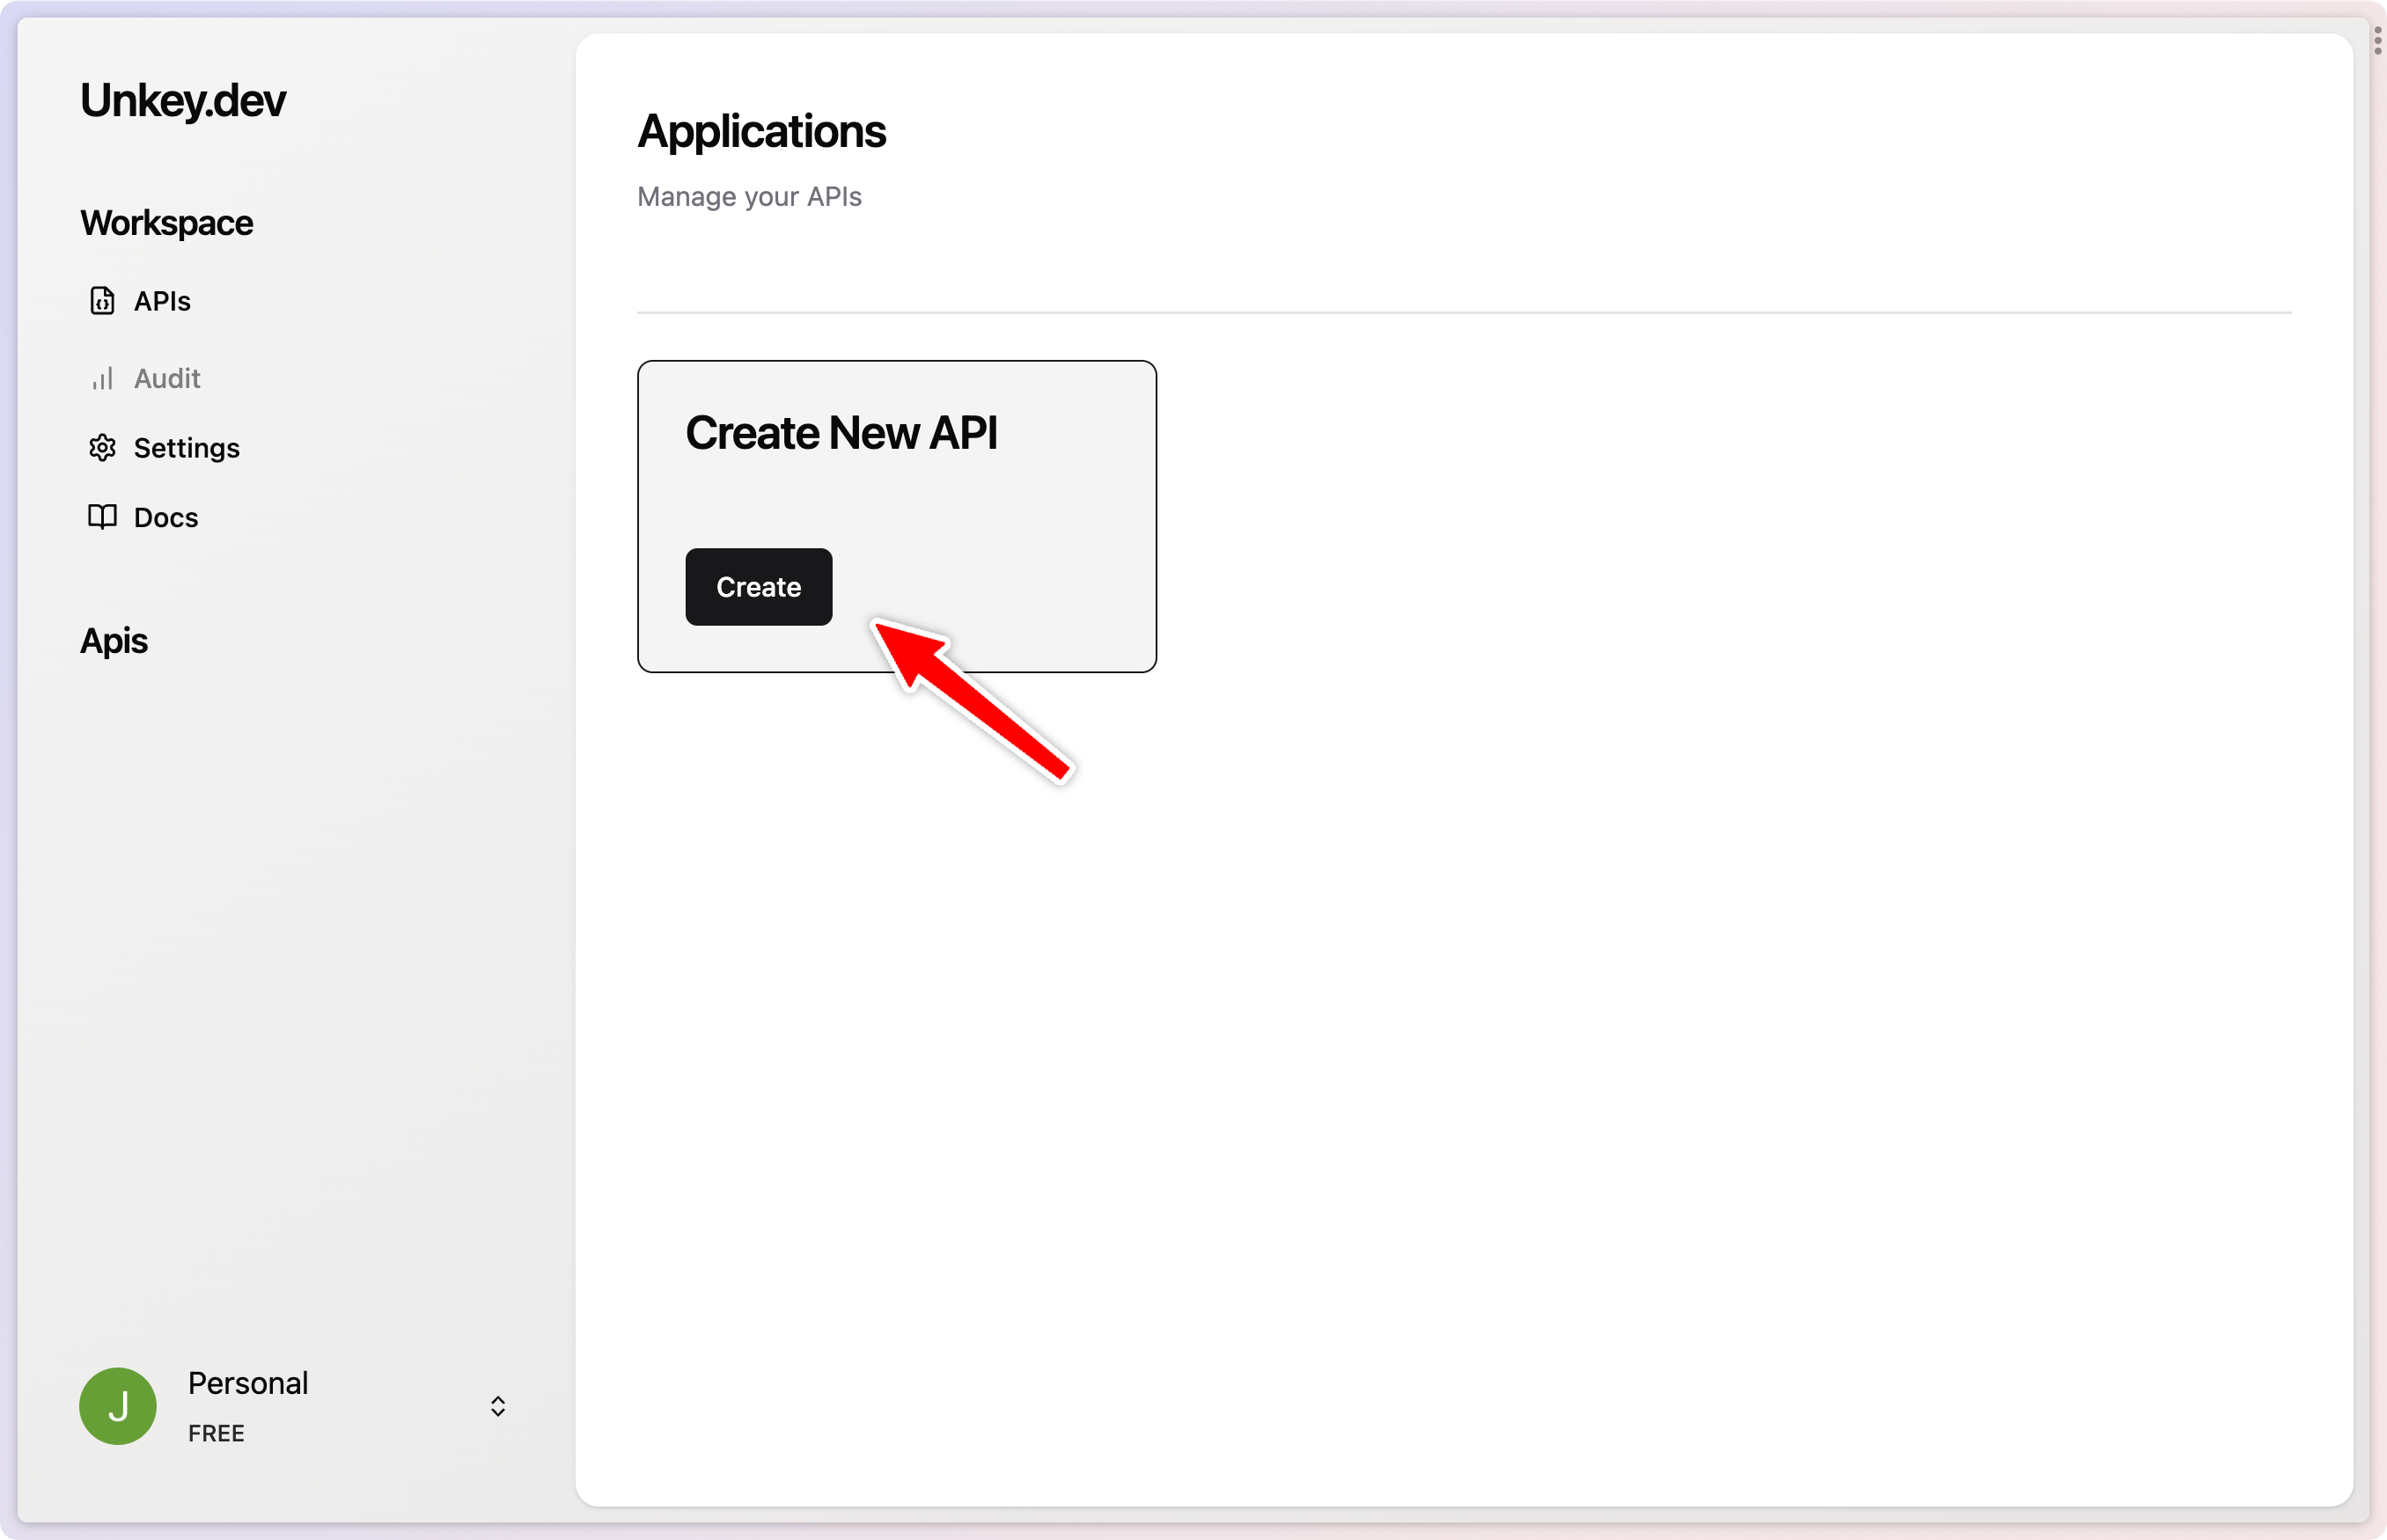 Unkey.dev
Workspace
APIs
Audit
Settings
Docs
Apis
Personal
FREE
J
Applications
Manage your APIs
Create New API
Create